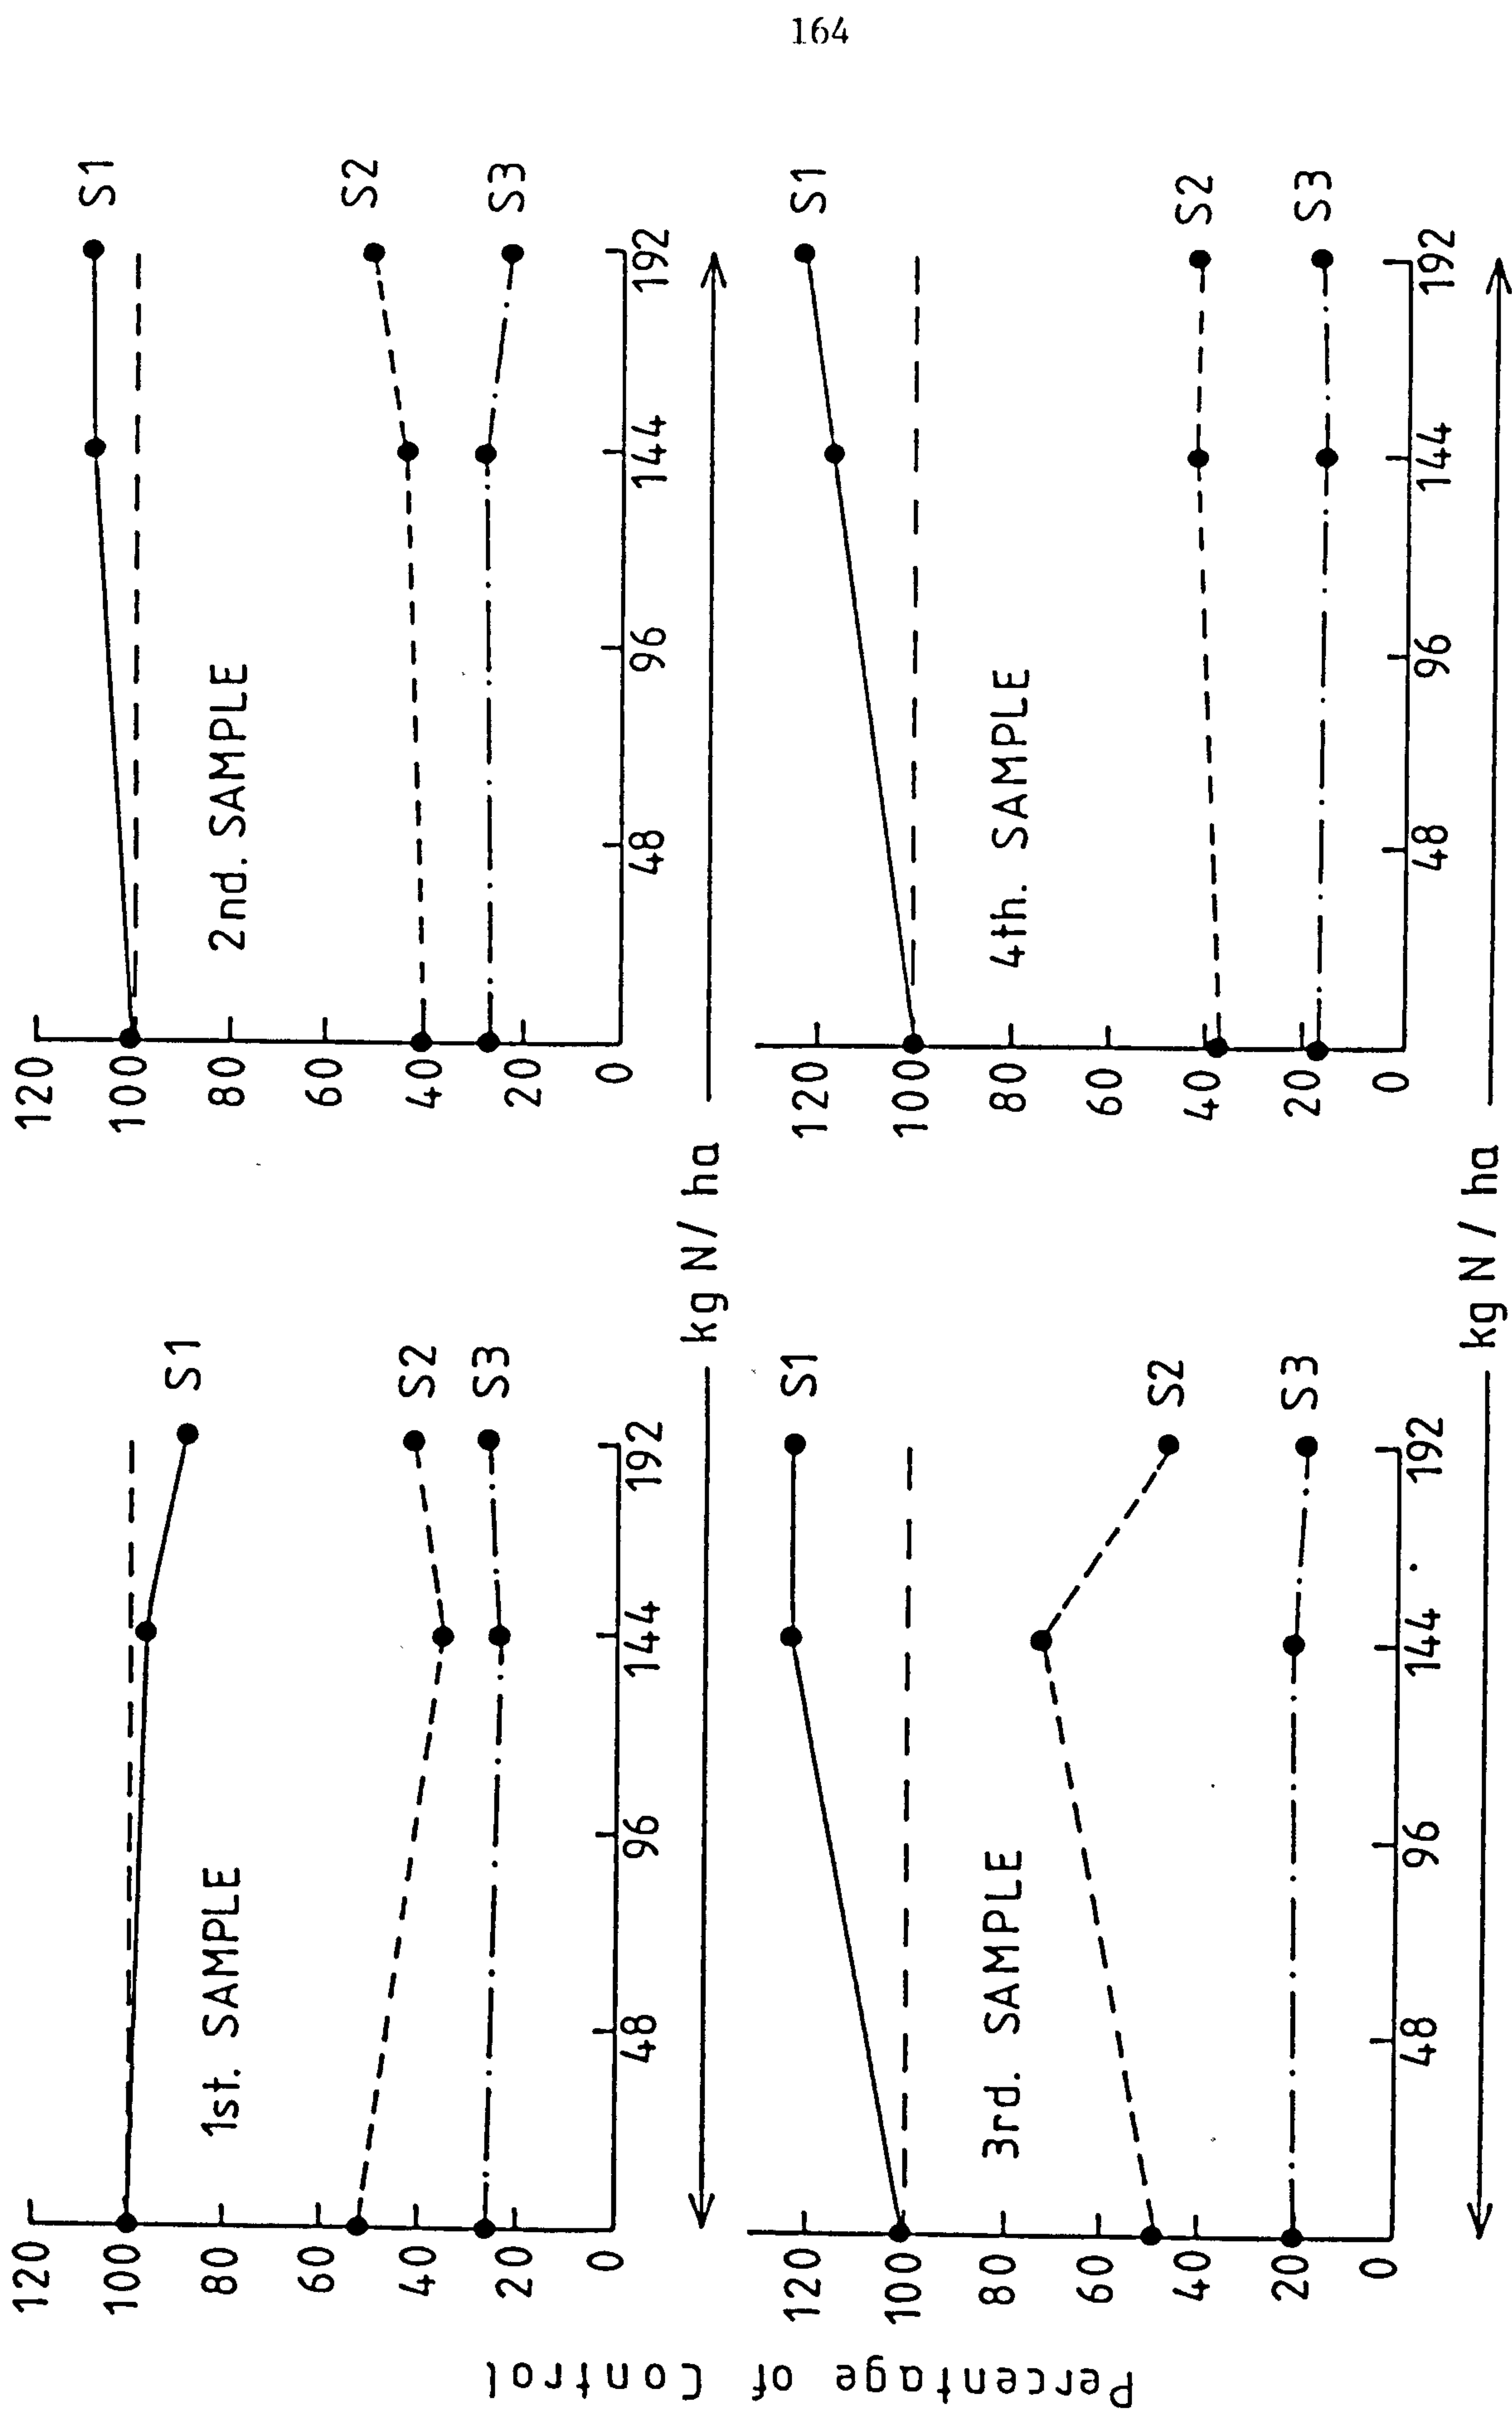 164
Percentage of Control
120
100
80
60
40
20
0
1st. SAMPLE
S1
S2
S3
48
96
144
192
120
100
80
60
40
20
0
2nd. SAMPLE
S1
S2
S3
48
96
144
192
kg N/ ha
120
100
80
60
40
20
0
3rd. SAMPLE
S1
S2
S3
48
96
144
192
120
100
80
60
40
20
0
4th. SAMPLE
S1
S2
S3
48
96
144
192
kg N / ha